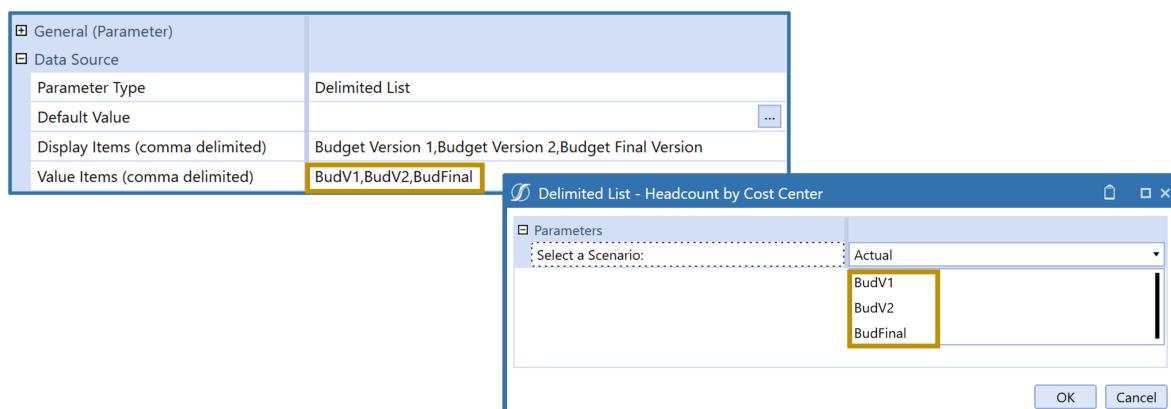 General (Parameter)
Data Source
Parameter Type Delimited List
Default Value ...
Display Items (comma delimited) Budget Version 1,Budget Version 2,Budget Final Version
Value Items (comma delimited) BudV1,BudV2,BudFinal
Delimited List - Headcount by Cost Center
Parameters
Select a Scenario: Actual
BudV1
BudV2
BudFinal
OK Cancel